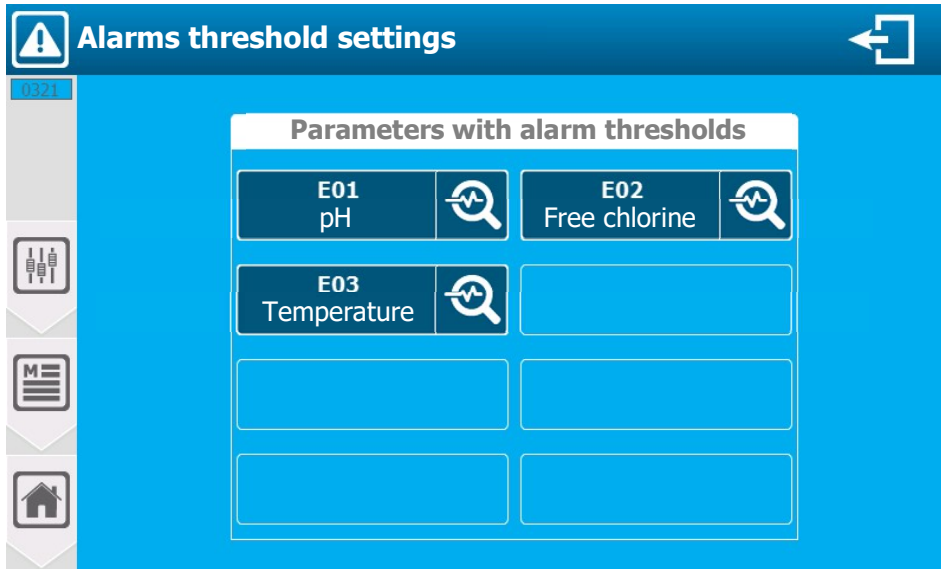 Alarms threshold settings
0321
Parameters with alarm thresholds
E01
pH
E02
Free chlorine
E03
Temperature
M